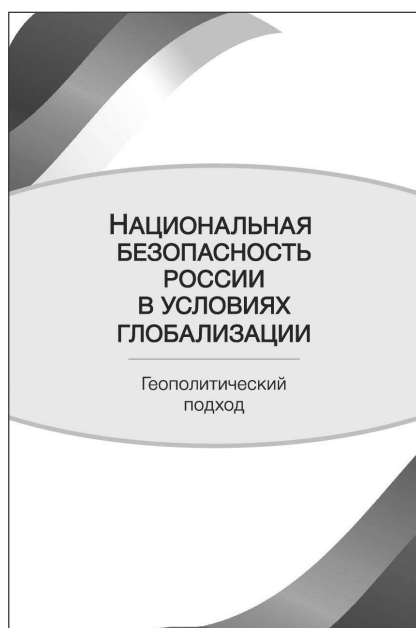 Национальная
безопасность
россии
в условиях
глобализации
Геополитический
подход